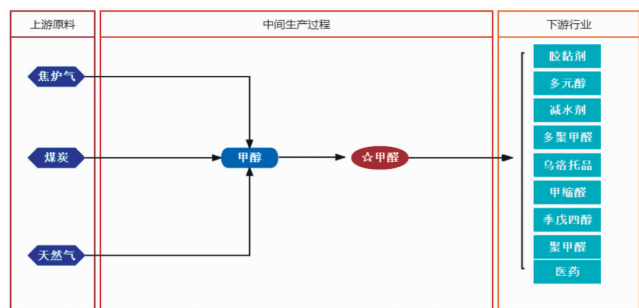 上游原料
中间生产过程
下游行业
焦炉气
煤炭
天然气
甲醇
☆甲醛
胶黏剂
多元醇
减水剂
多聚甲醛
乌洛托品
甲缩醛
季戊四醇
聚甲醛
医药